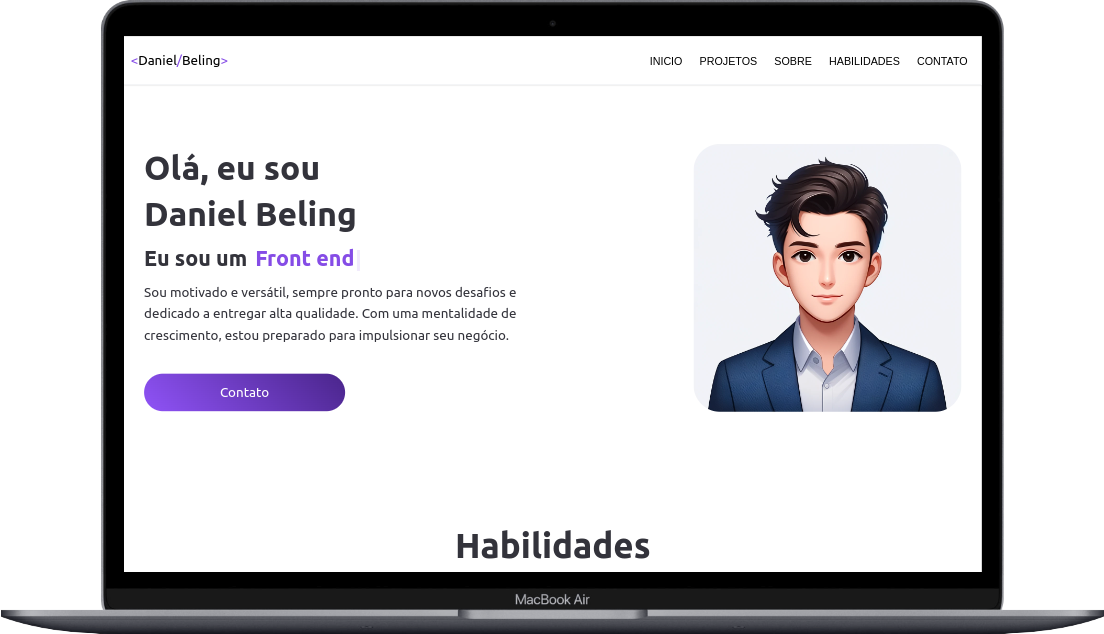 <Daniel/Beling>
INICIO PROJETOS SOBRE HABILIDADES CONTATO
Olá, eu sou
Daniel Beling
Eu sou um Front end
Sou motivado e versátil, sempre pronto para novos desafios e
dedicado a entregar alta qualidade. Com uma mentalidade de
crescimento, estou preparado para impulsionar seu negócio.
Contato
Habilidades
MacBook Air